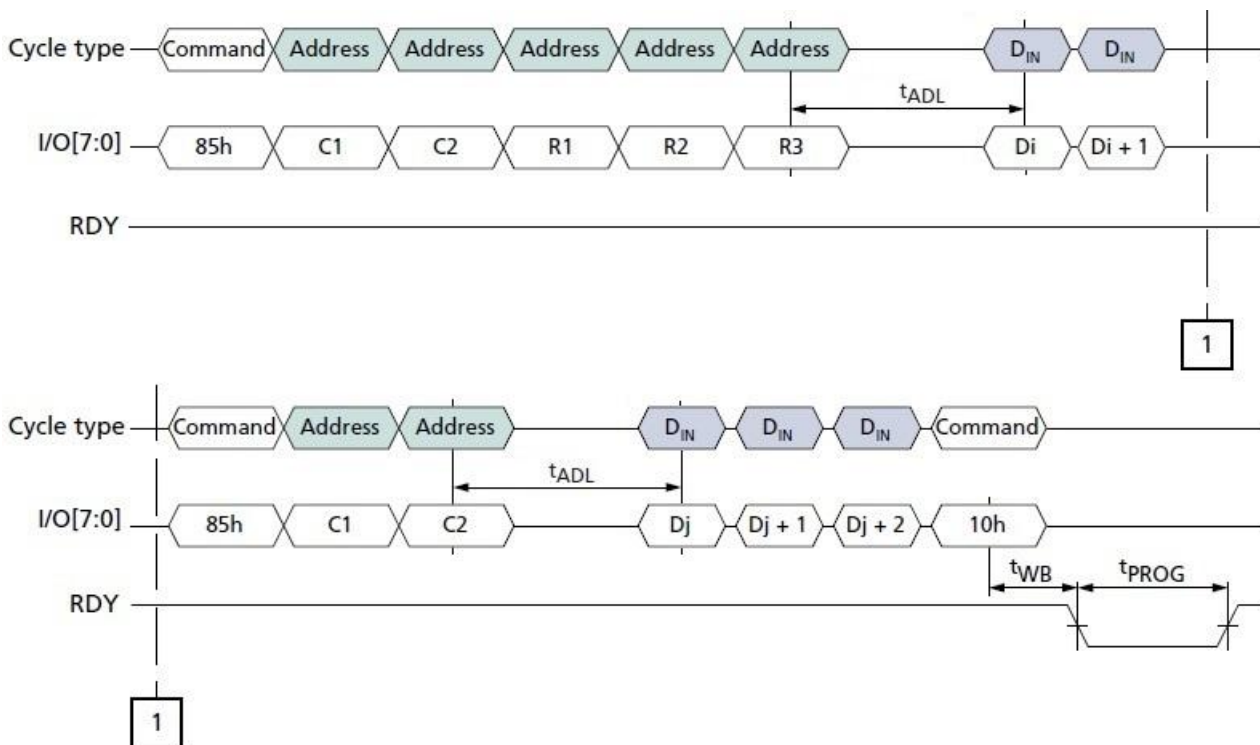 Cycle type Command Address Address Address Address Address DIN DIN
tADL
I/O[7:0] 85h C1 C2 R1 R2 R3 Di Di + 1
RDY
1
Cycle type Command Address Address DIN DIN DIN Command
tADL
I/O[7:0] 85h C1 C2 Dj Dj + 1 Dj + 2 10h
tWB tPROG
RDY
1